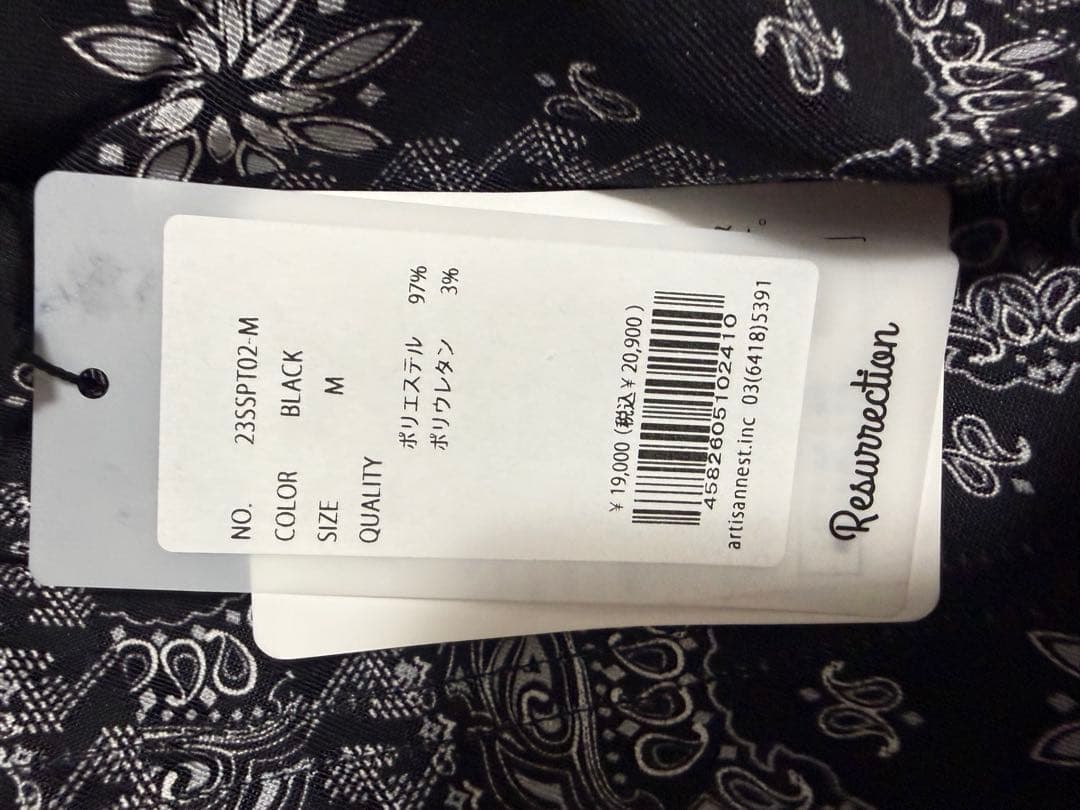 NO. 23SSPT02-M
COLOR BLACK
SIZE M
QUALITY
ポリエステル 97%
ポリウレタン 3%
¥19,000 (税込¥20,900)
4582605102410
artisannest.inc 03(6418)5391
Resurrection